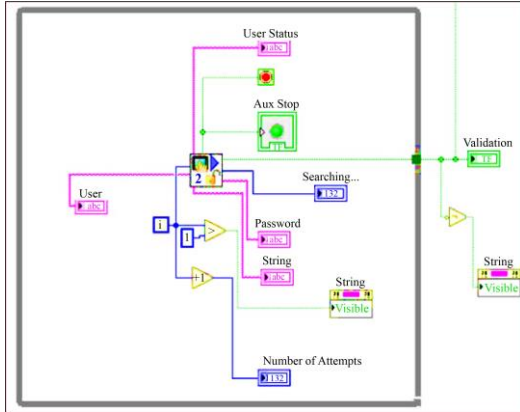 User Status
abc
Aux Stop
TF
2
Searching...
I32
Validation
TF
User
abc
i
1
>
Password
abc
String
abc
+1
String
Visible
String
Visible
Number of Attempts
I32